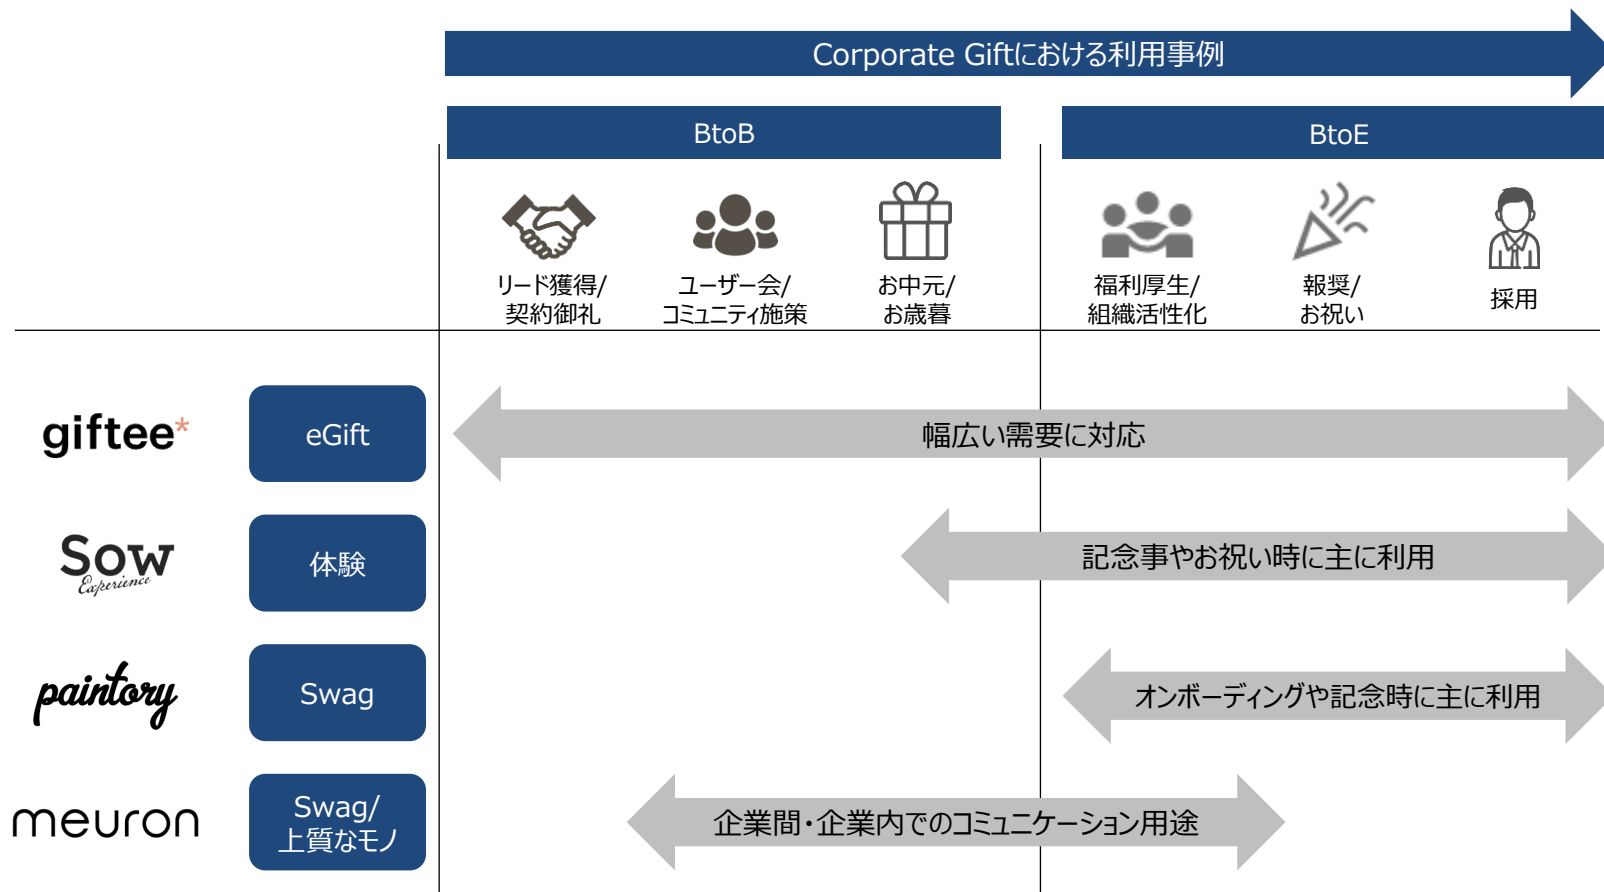 Corporate Giftにおける利用事例
BtoB
BtoE
リード獲得/
契約御礼
ユーザー会/
コミュニティ施策
お中元/
お歳暮
福利厚生/
組織活性化
報奨/
お祝い
採用
giftee*
eGift
幅広い需要に対応
Sow
Experience
体験
記念事やお祝い時に主に利用
paintory
Swag
オンボーディングや記念時に主に利用
meuron
Swag/
上質なモノ
企業間・企業内でのコミュニケーション用途